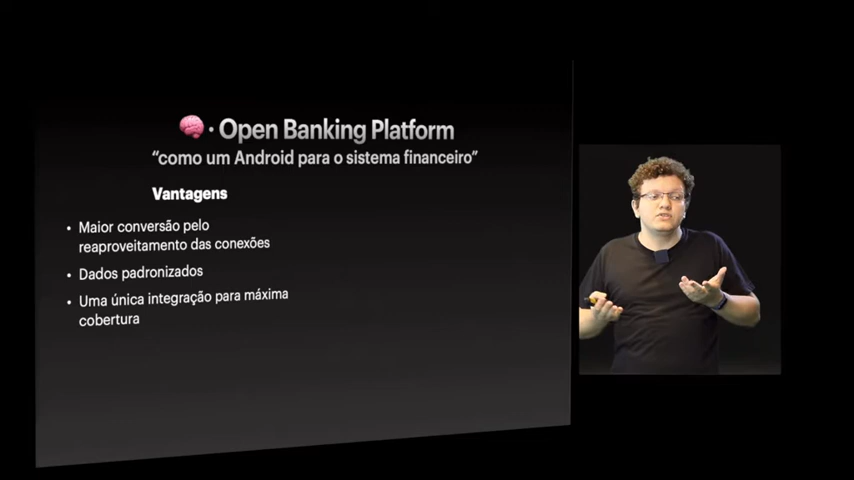 · Open Banking Platform
“como um Android para o sistema financeiro”
Vantagens
• Maior conversão pelo
reaproveitamento das conexões
• Dados padronizados
• Uma única integração para máxima
cobertura